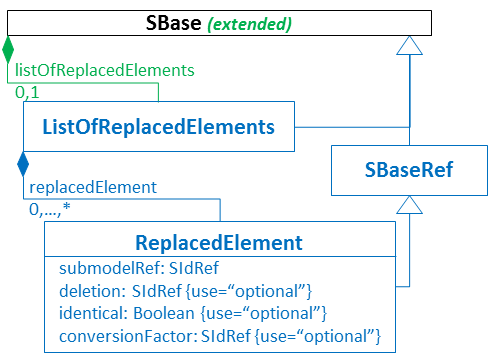 SBase (extended)
listOfReplacedElements
0,1
ListOfReplacedElements
SBaseRef
replacedElement
0,...,*
ReplacedElement
submodelRef: SIdRef
deletion: SIdRef {use=“optional”}
identical: Boolean {use=“optional”}
conversionFactor: SIdRef {use=“optional”}